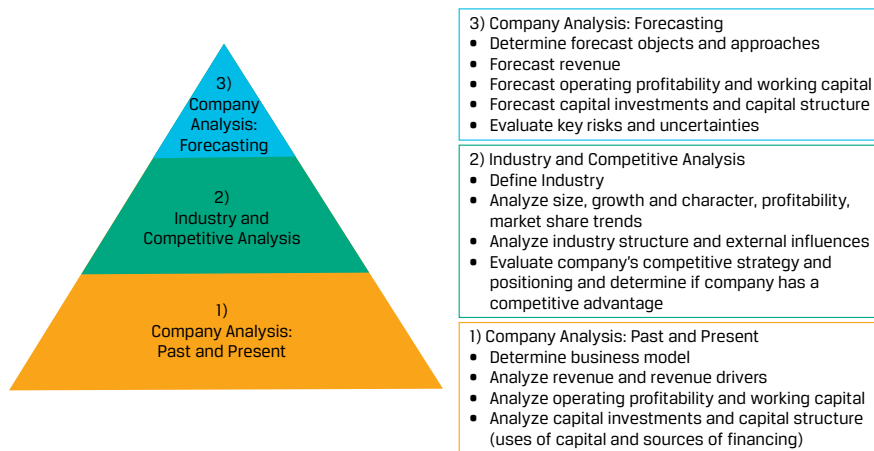 3)
Company
Analysis:
Forecasting
2)
Industry and
Competitive Analysis
1)
Company Analysis:
Past and Present
3) Company Analysis: Forecasting
• Determine forecast objects and approaches
• Forecast revenue
• Forecast operating profitability and working capital
• Forecast capital investments and capital structure
• Evaluate key risks and uncertainties
2) Industry and Competitive Analysis
• Define Industry
• Analyze size, growth and character, profitability,
market share trends
• Analyze industry structure and external influences
• Evaluate company's competitive strategy and
positioning and determine if company has a
competitive advantage
1) Company Analysis: Past and Present
• Determine business model
• Analyze revenue and revenue drivers
• Analyze operating profitability and working capital
• Analyze capital investments and capital structure
(uses of capital and sources of financing)